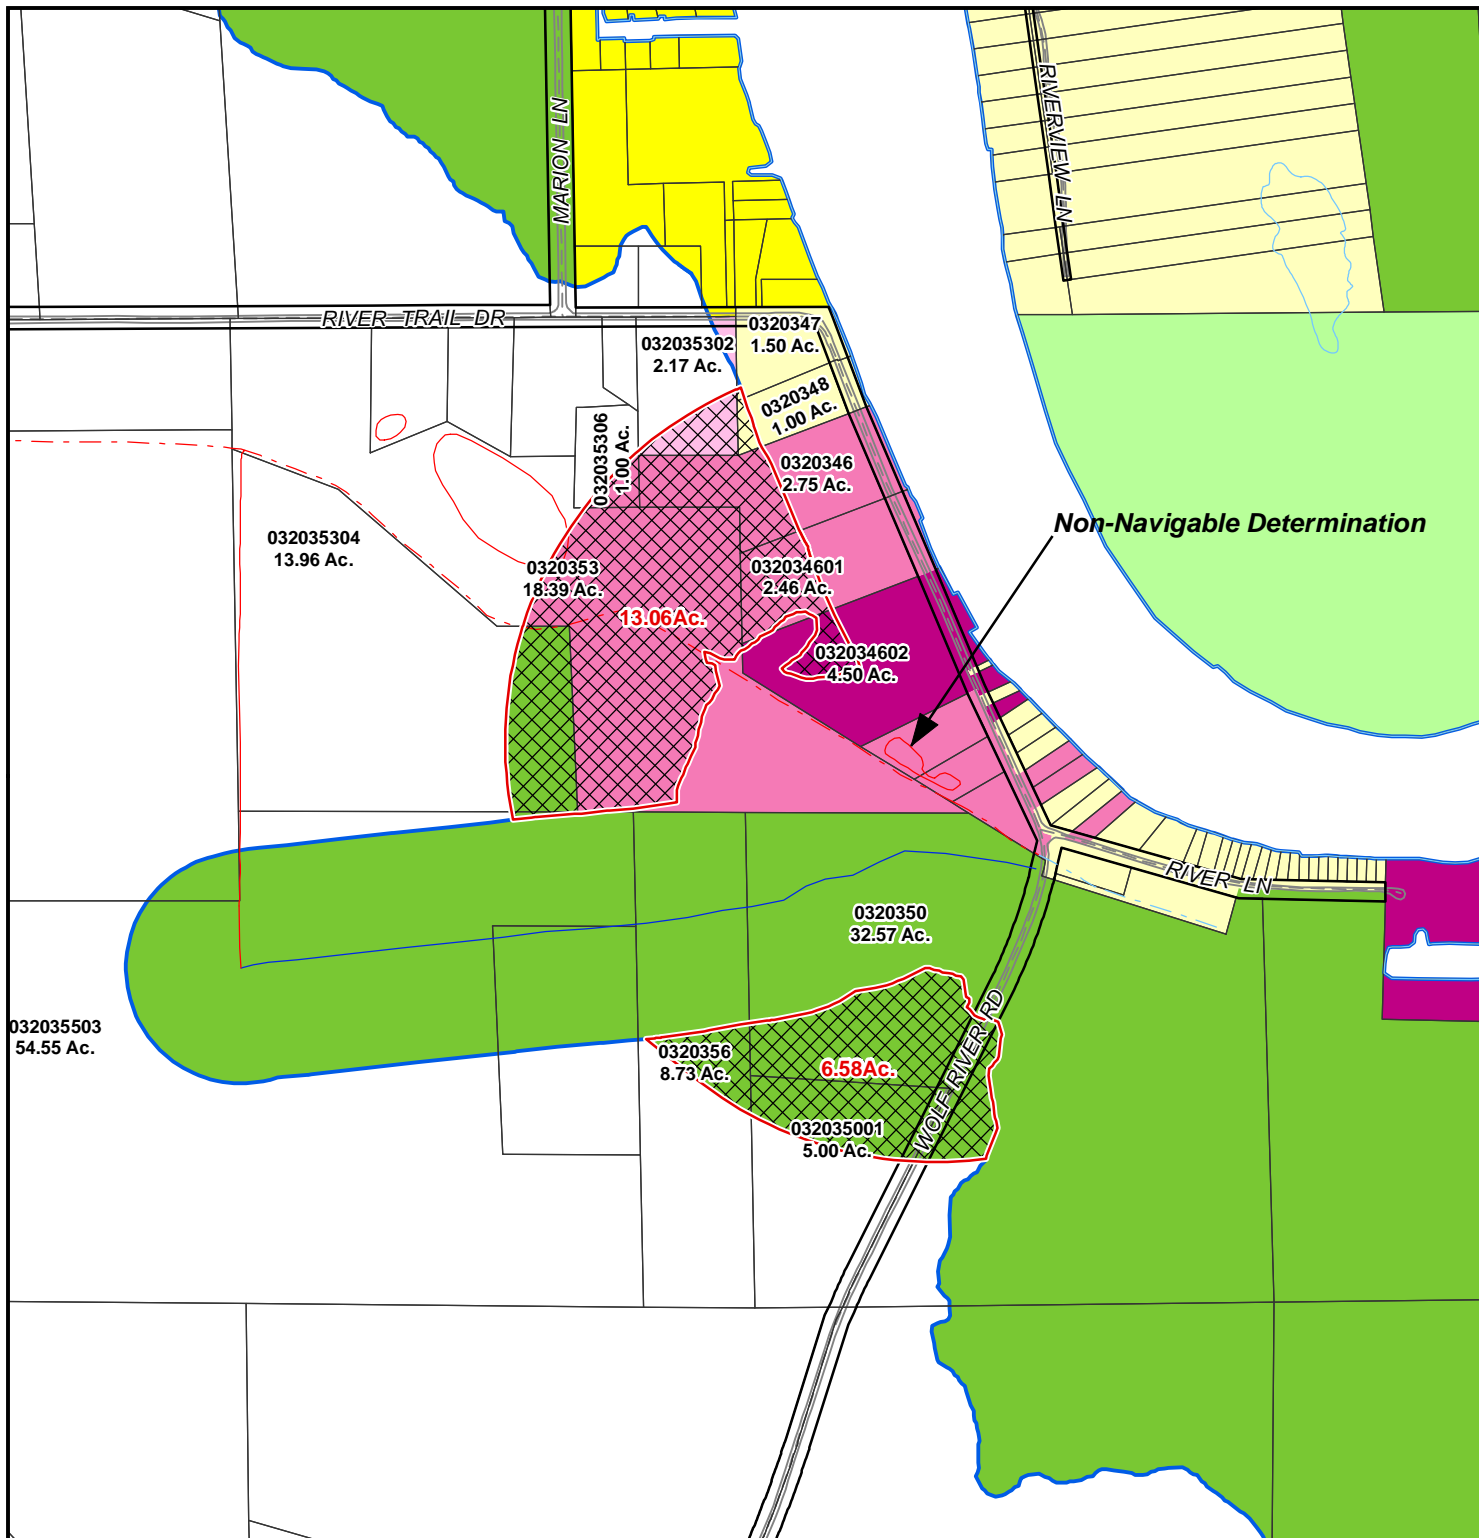 MARION LN
RIVERVIEW LN
RIVER TRAIL DR
0320347
1.50 Ac.
032035302
2.17 Ac.
0320348
1.00 Ac.
032035306
1.00 Ac.
0320346
2.75 Ac.
Non-Navigable Determination
032035304
13.96 Ac.
0320353
18.39 Ac.
032034601
2.46 Ac.
13.06Ac.
032034602
4.50 Ac.
RIVER LN
0320350
32.57 Ac.
032035503
54.55 Ac.
0320356
8.73 Ac.
6.58Ac.
WOLF RIVER RD
032035001
5.00 Ac.